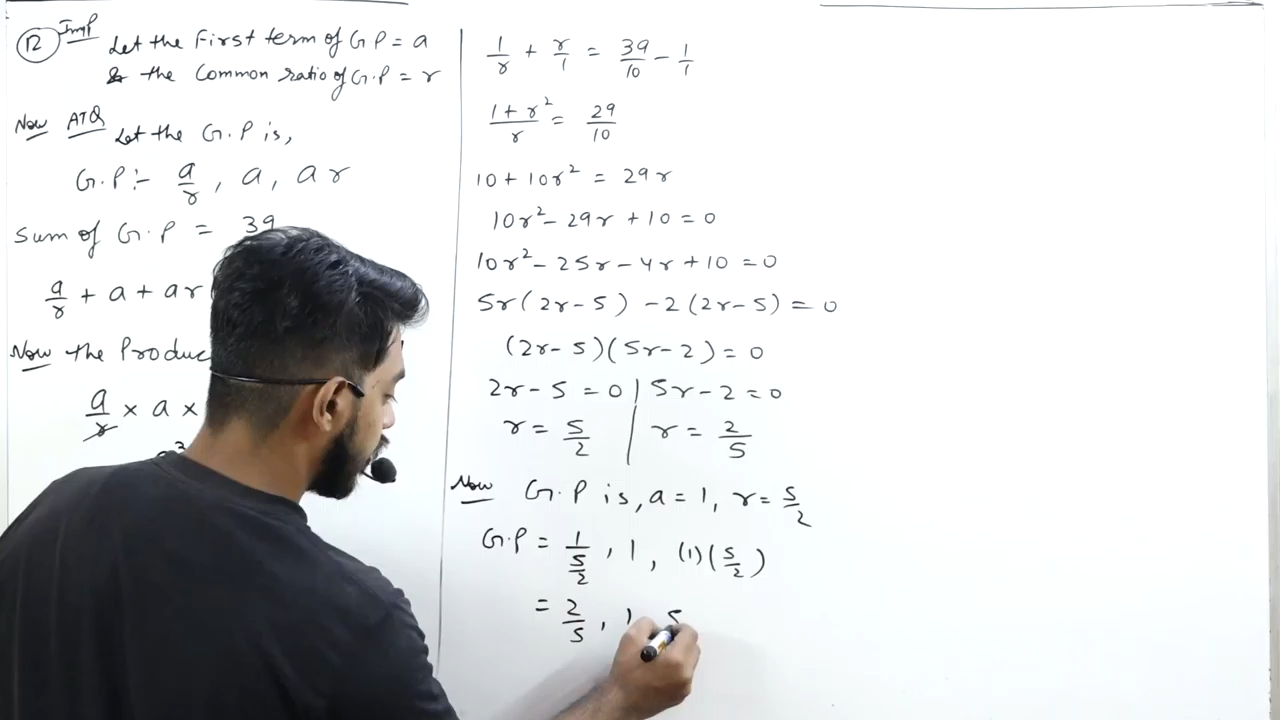 12 Imp Let the First term of G.P = a
& the Common ratio of G.P = r
Now ATQ Let the G.P is,
G.P :- a/r , a, ar
Sum of G.P = 39
a/r + a + ar
Now the Produc
a/r × a ×
3
1/r + r/1 = 39/10 - 1/1
(1 + r²)/r = 29/10
10 + 10r² = 29r
10r² - 29r + 10 = 0
10r² - 25r - 4r + 10 = 0
5r(2r - 5) - 2(2r - 5) = 0
(2r - 5)(5r - 2) = 0
2r - 5 = 0 | 5r - 2 = 0
r = 5/2 | r = 2/5
Now G.P is, a = 1, r = 5/2
G.P = 1/(5/2) , 1 , (1)(5/2)
= 2/5 , 1 5